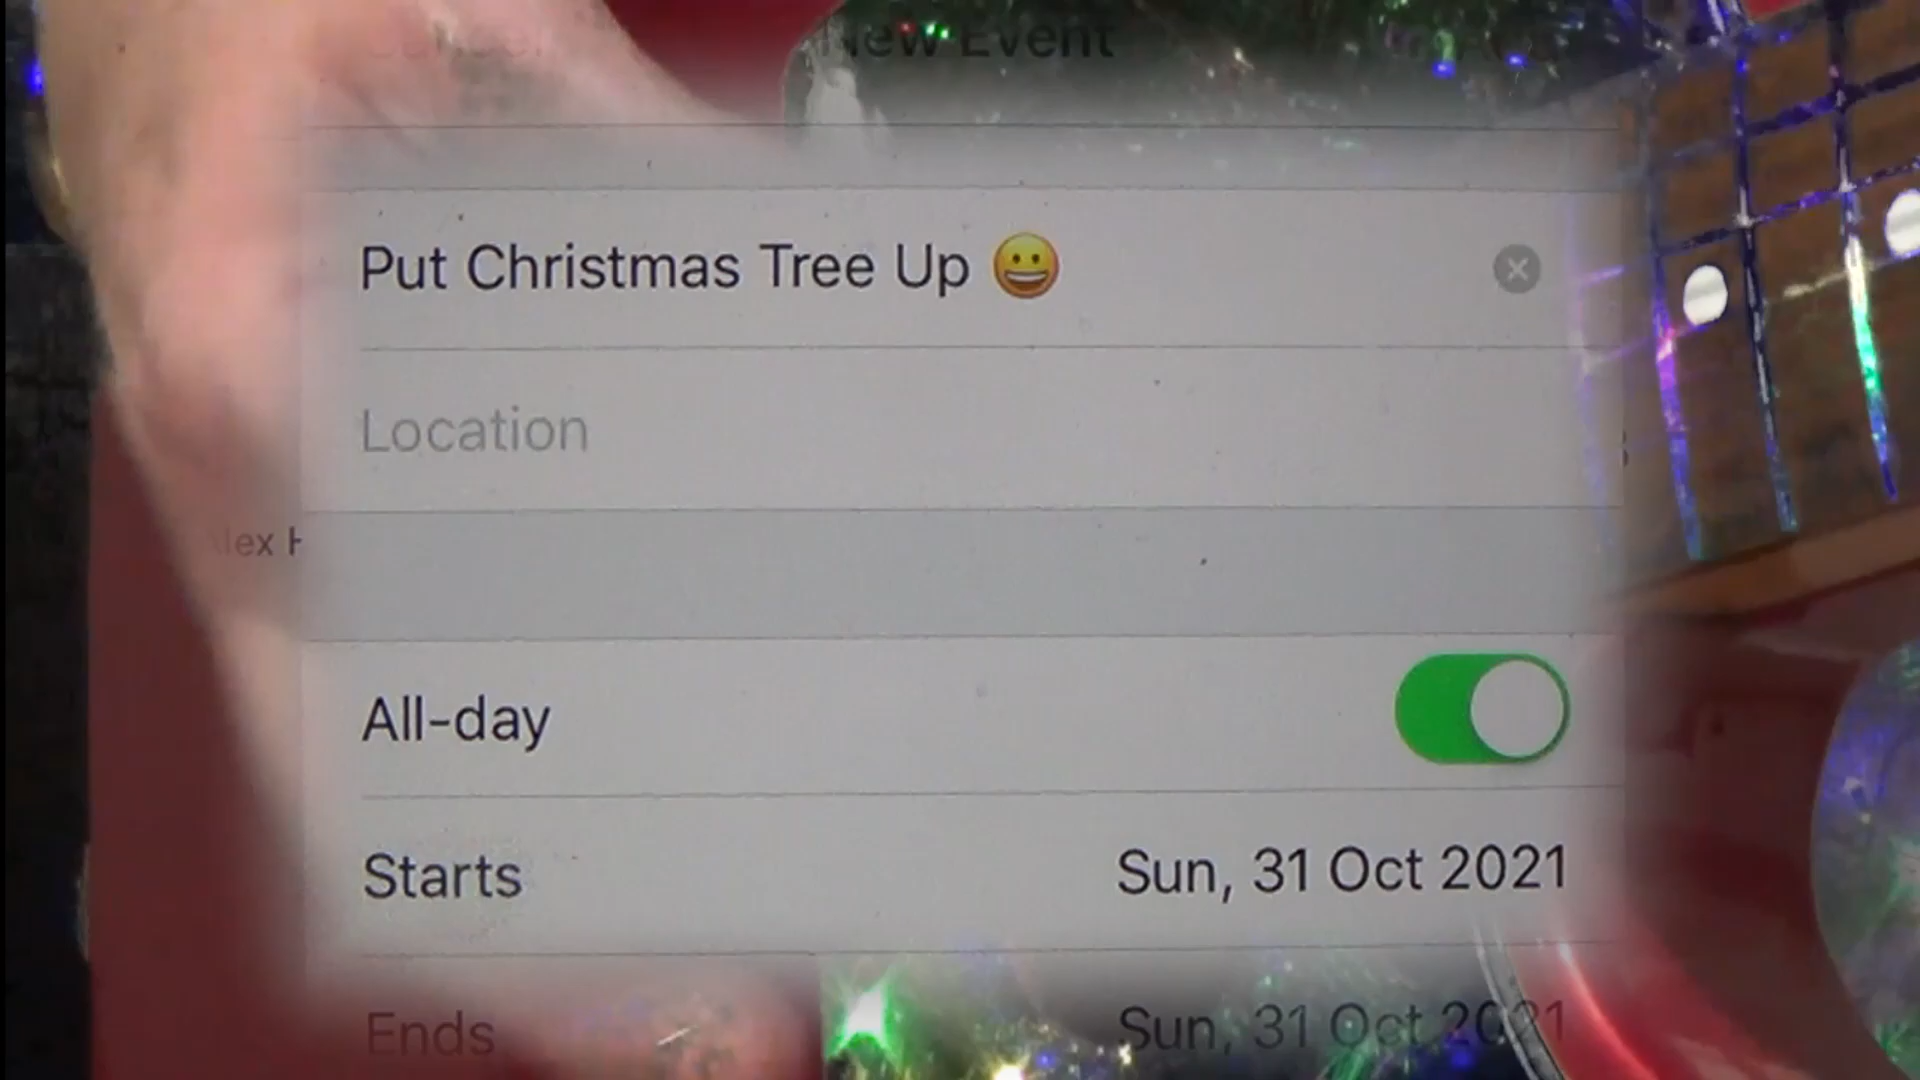 New Event
Put Christmas Tree Up 😀
Location
All-day
Starts Sun, 31 Oct 2021
Ends Sun, 31 Oct 2021